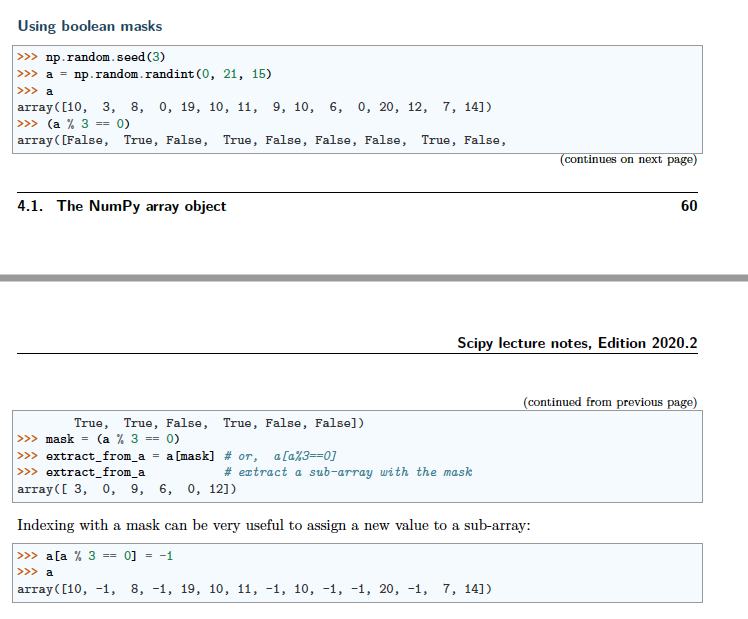 Using boolean masks
>>> np.random.seed(3)
>>> a = np.random.randint(0, 21, 15)
>>> a
array([10,  3,  8,  0, 19, 10, 11,  9, 10,  6,  0, 20, 12,  7, 14])
>>> (a % 3 == 0)
array([False,  True, False,  True, False, False, False,  True, False,
(continues on next page)
4.1.  The NumPy array object 60
Scipy lecture notes, Edition 2020.2
(continued from previous page)
        True,  True, False,  True, False, False])
>>> mask = (a % 3 == 0)
>>> extract_from_a = a[mask] # or,  a[a%3==0]
>>> extract_from_a           # extract a sub-array with the mask
array([ 3,  0,  9,  6,  0, 12])
Indexing with a mask can be very useful to assign a new value to a sub-array:
>>> a[a % 3 == 0] = -1
>>> a
array([10, -1,  8, -1, 19, 10, 11, -1, 10, -1, -1, 20, -1,  7, 14])